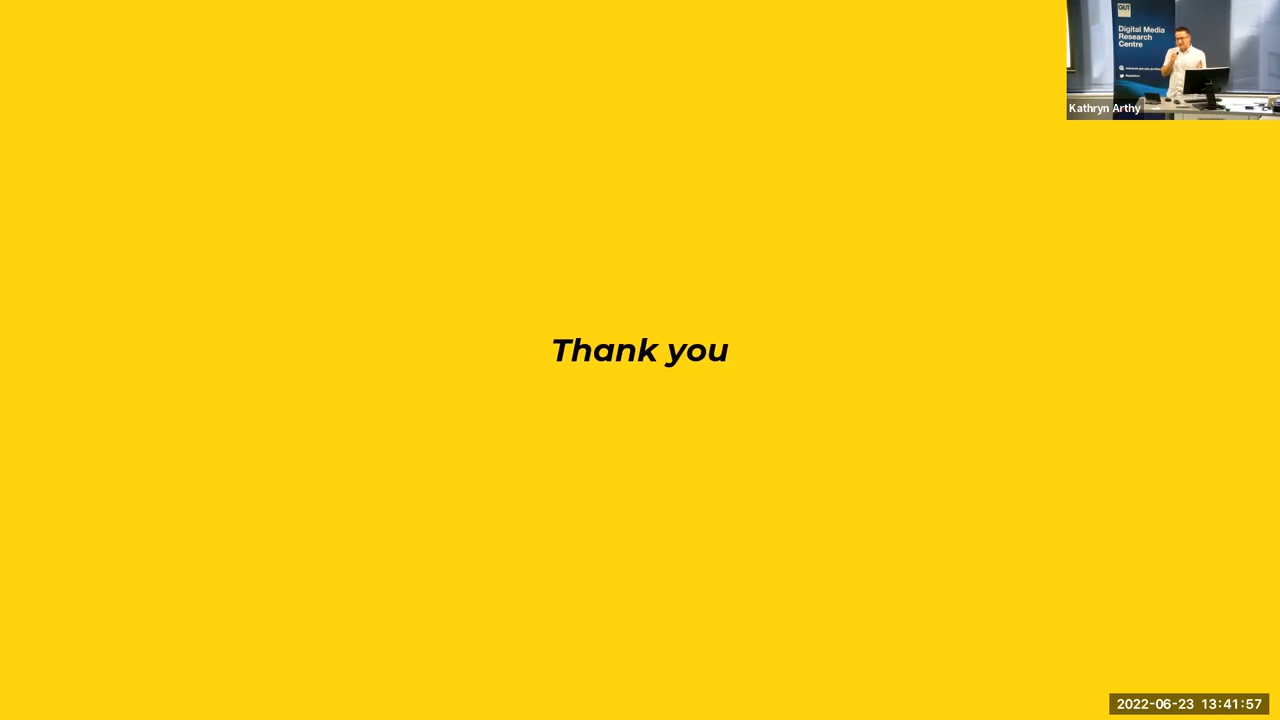 QUT
Digital Media
Research
Centre
Kathryn Arthy
Thank you
2022-06-23 13:41:57